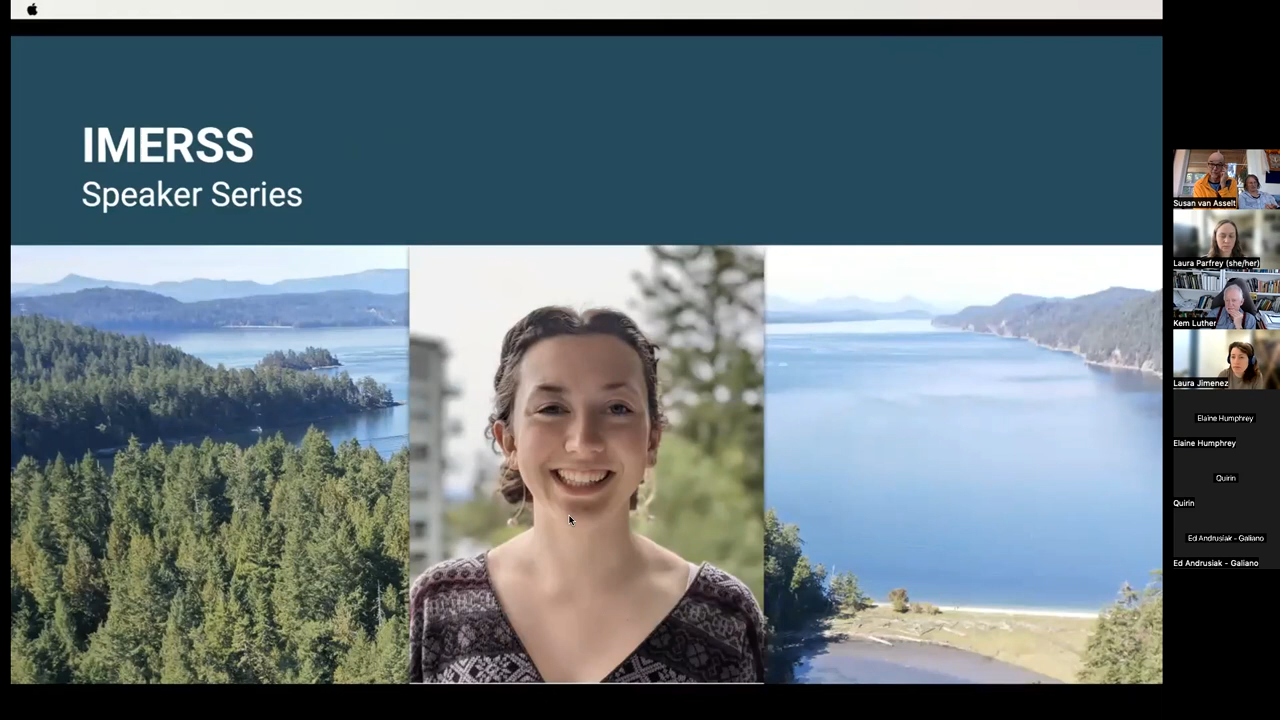 IMERSS
Speaker Series
Susan van Asselt
Laura Parfrey (she/her)
Kem Luther
Laura Jimenez
Elaine Humphrey
Elaine Humphrey
Quirin
Quirin
Ed Andrusiak - Galiano
Ed Andrusiak - Galiano